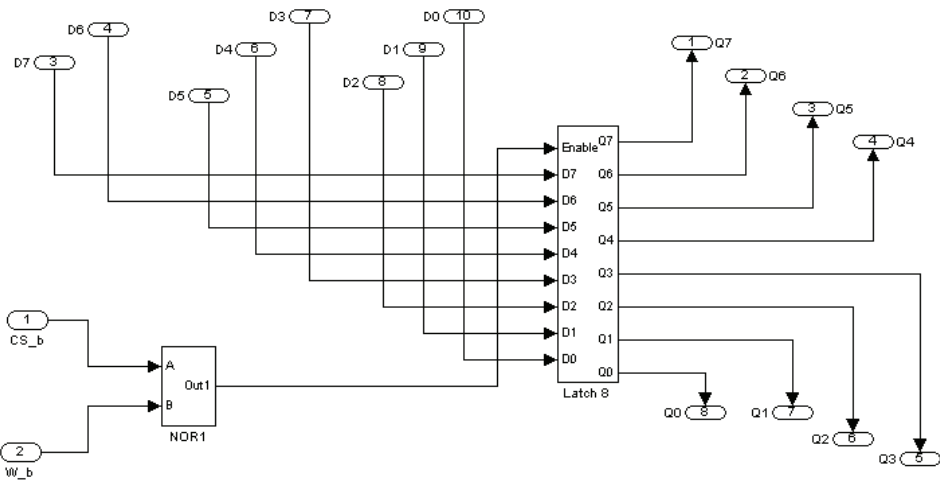 D3 7
D0 10
D6 4
1 Q7
D4 6
D1 9
D7 3
2 Q6
D2 8
D5 5
3 Q5
4 Q4
Enable Q7
D7 Q6
D6 Q5
D5 Q4
D4 Q3
D3 Q2
D2 Q1
D1 Q0
D0
Latch 8
1
CS_b
A
Out1
B
NOR1
2
W_b
Q0 8
Q1 7
Q2 6
Q3 5